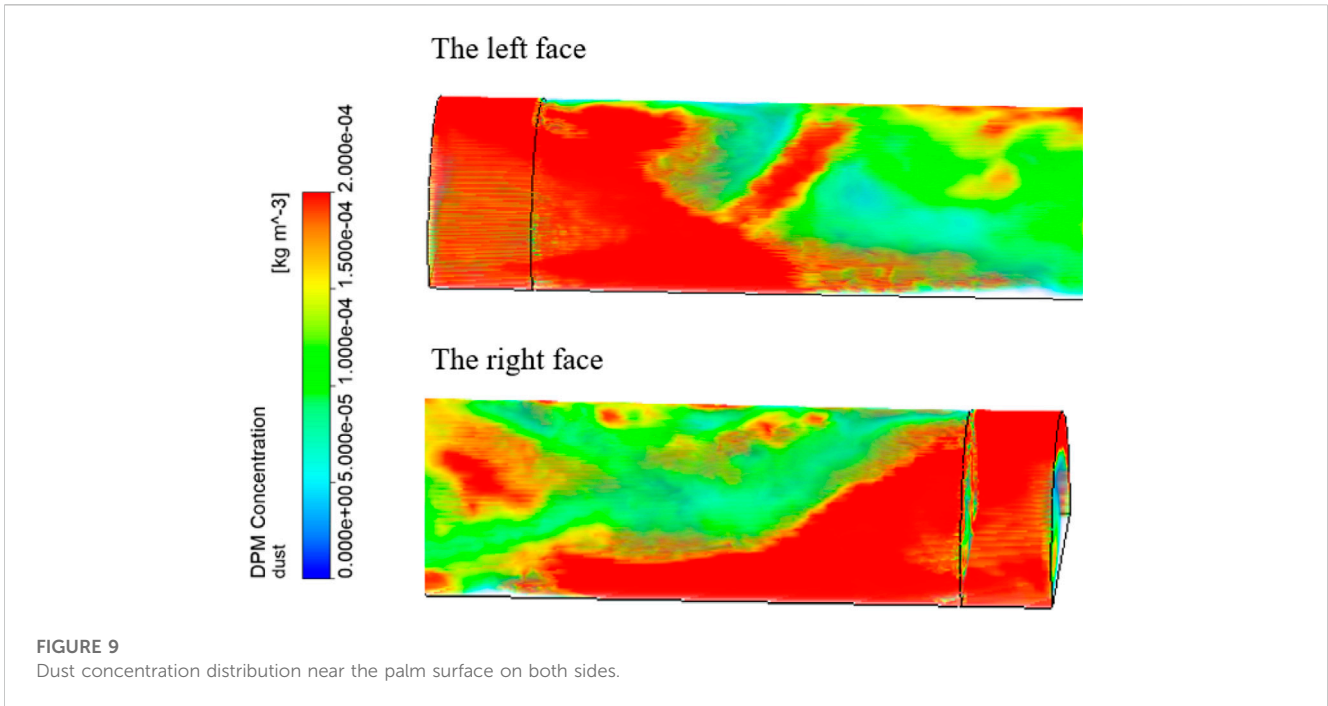 The left face
DPM Concentration
dust
[kg m^-3]
2.000e-04
1.500e-04
1.000e-04
5.000e-05
0.000e+00
The right face
FIGURE 9
Dust concentration distribution near the palm surface on both sides.